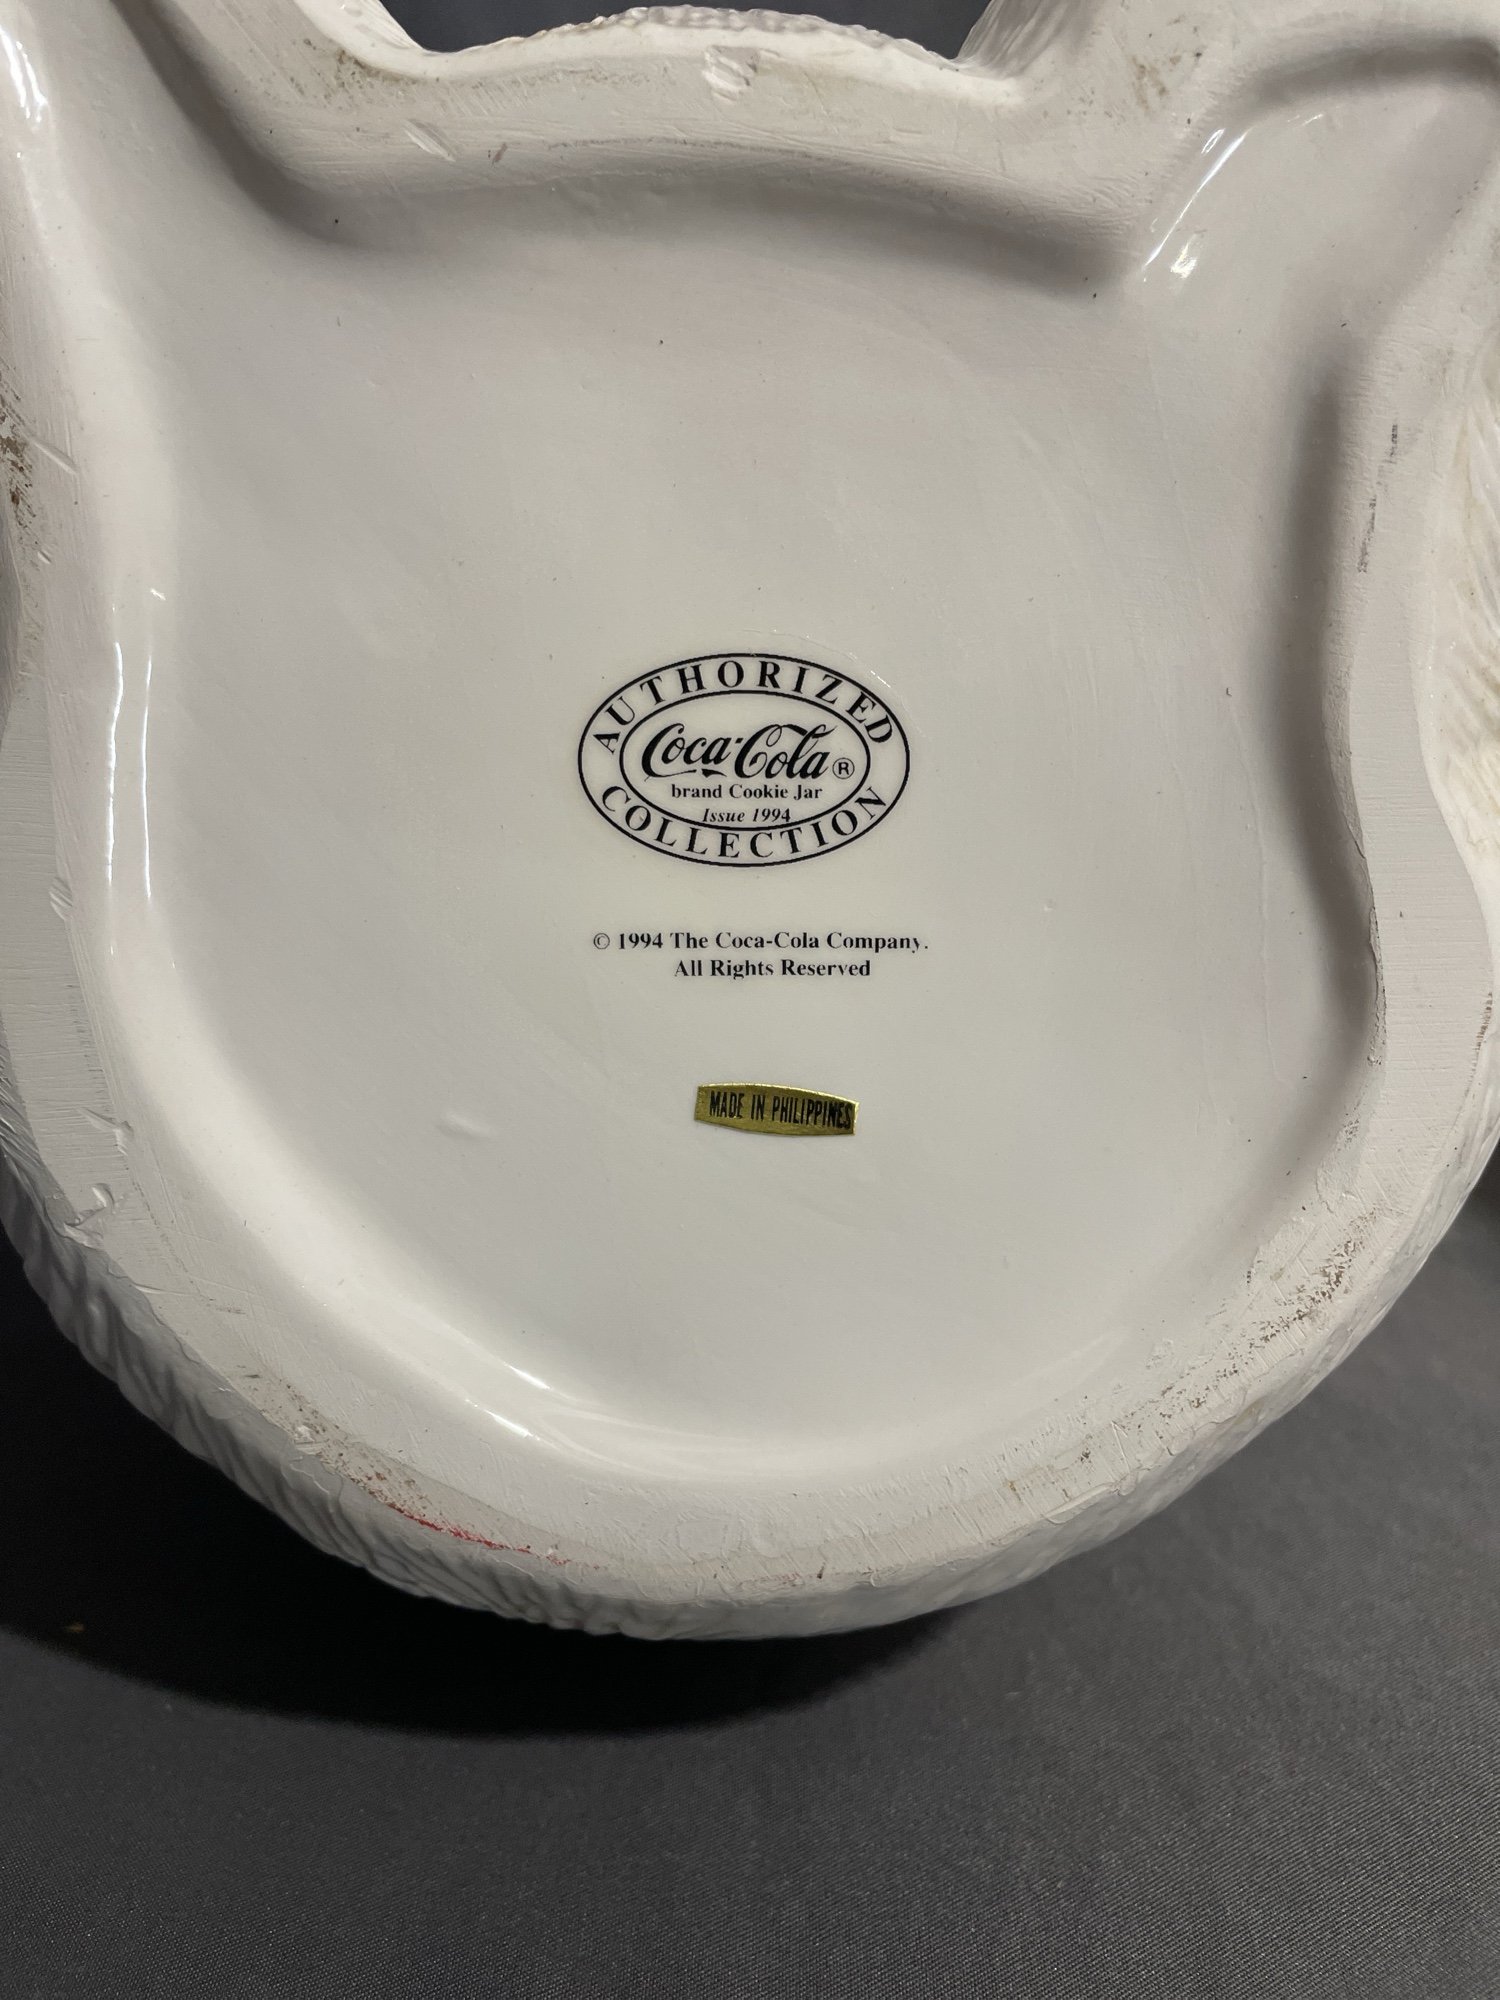 AUTHORIZED
Coca-Cola®
brand Cookie Jar
Issue 1994
COLLECTION
© 1994 The Coca-Cola Company.
All Rights Reserved
MADE IN PHILIPPINES